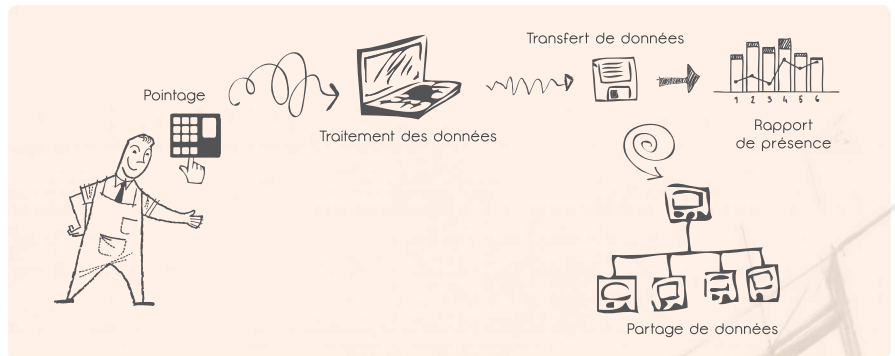 Transfert de données
Pointage
Traitement des données
1 2 3 4 5 6
Rapport
de présence
Partage de données